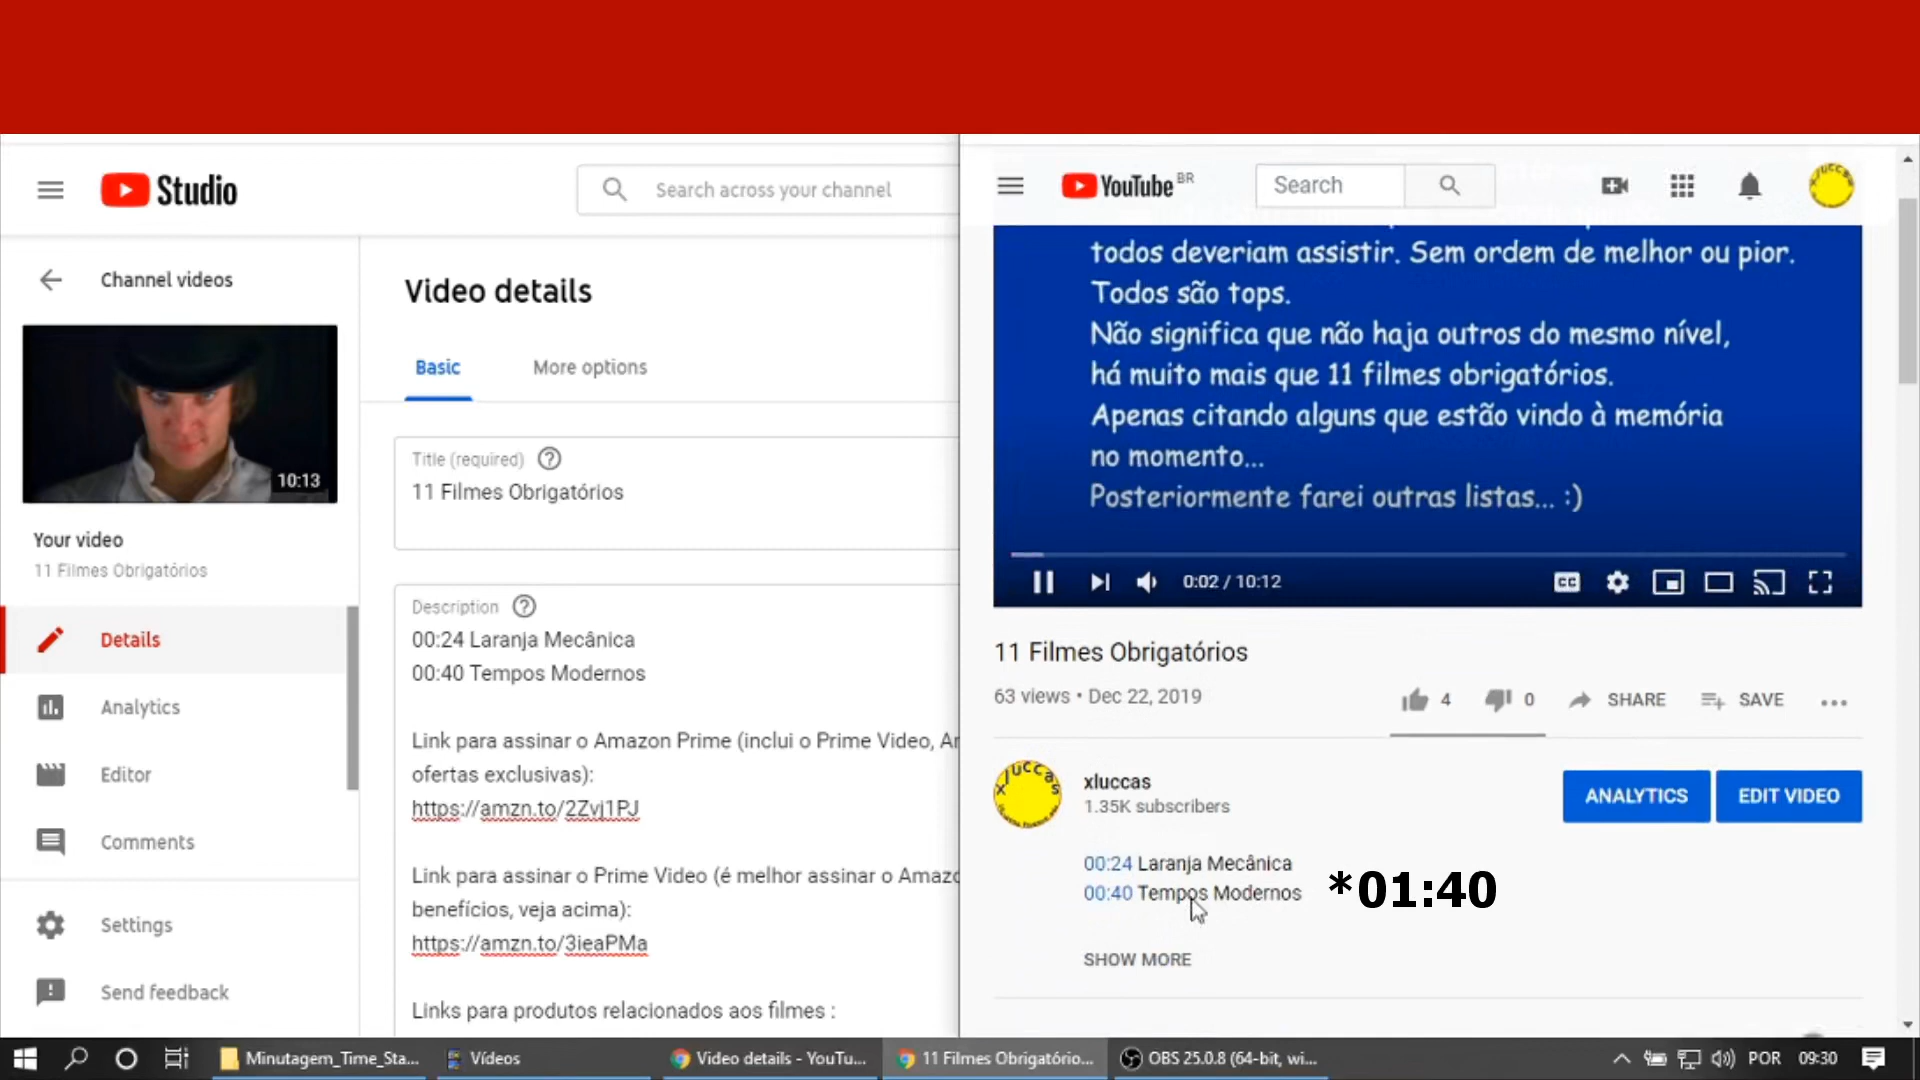 Studio
Search across your channel
Channel videos
10:13
Your video
11 Filmes Obrigatórios
Details
Analytics
Editor
Comments
Settings
Send feedback
Video details
Basic
More options
Title (required)
11 Filmes Obrigatórios
Description
00:24 Laranja Mecânica
00:40 Tempos Modernos
Link para assinar o Amazon Prime (inclui o Prime Video,
ofertas exclusivas):
https://amzn.to/2Zvj1PJ
Link para assinar o Prime Video (é melhor assinar o
benefícios, veja acima):
https://amzn.to/3ieaPMa
Links para produtos relacionados aos filmes :
YouTube BR
Search
xluccas
todos deveriam assistir. Sem ordem de melhor ou pior.
Todos são tops.
Não significa que não haja outros do mesmo nível,
há muito mais que 11 filmes obrigatórios.
Apenas citando alguns que estão vindo à memória
no momento...
Posteriormente farei outras listas... :)
CC
0:02 / 10:12
11 Filmes Obrigatórios
63 views • Dec 22, 2019
4
0
SHARE
SAVE
xluccas
xluccas
1.35K subscribers
ANALYTICS
EDIT VIDEO
00:24 Laranja Mecânica
00:40 Tempos Modernos
*01:40
SHOW MORE
Minutagem_Time_Sta...
Vídeos
Video details - YouTu...
11 Filmes Obrigatório...
OBS 25.0.8 (64-bit, wi...
POR
09:30